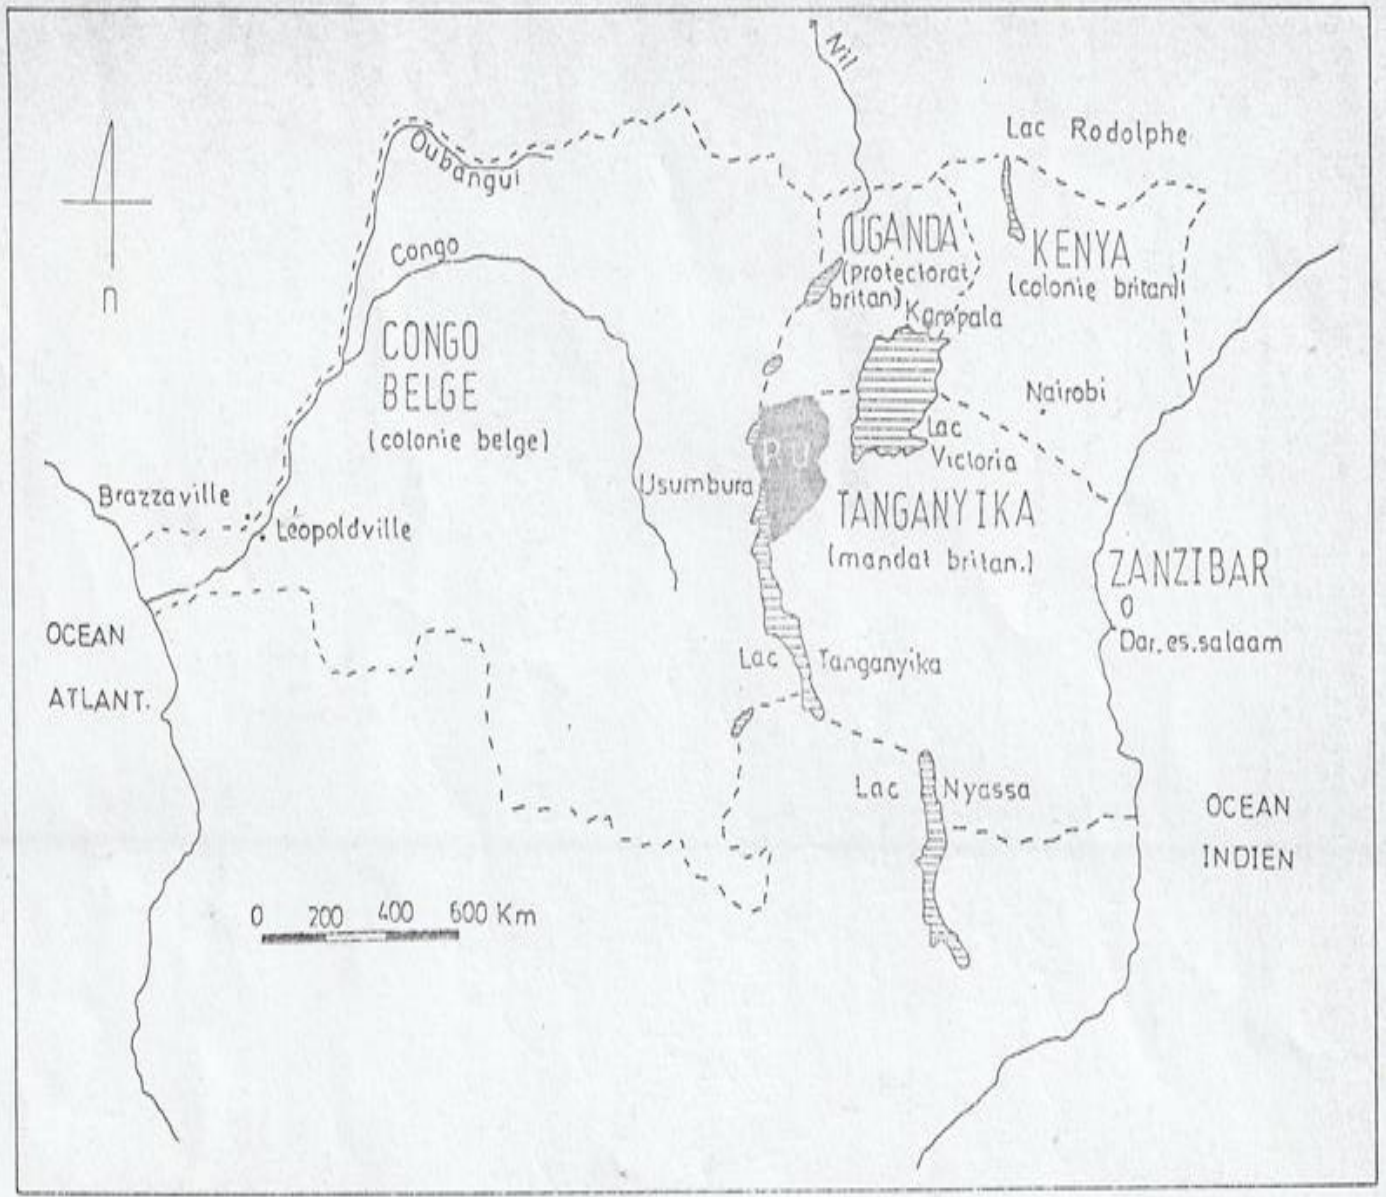 Nil
Lac Rodolphe
Oubangui
n
Congo
UGANDA
(protectorat
britan)
KENYA
(colonie britan)
Kampala
CONGO
BELGE
(colonie belge)
Nairobi
Lac
Victoria
R U
Usumbura
Brazzaville
Léopoldville
TANGANYIKA
(mandat britan.)
ZANZIBAR
Dar.es.salaam
OCEAN
ATLANT.
Lac Tanganyika
Lac Nyassa
OCEAN
INDIEN
0 200 400 600 Km